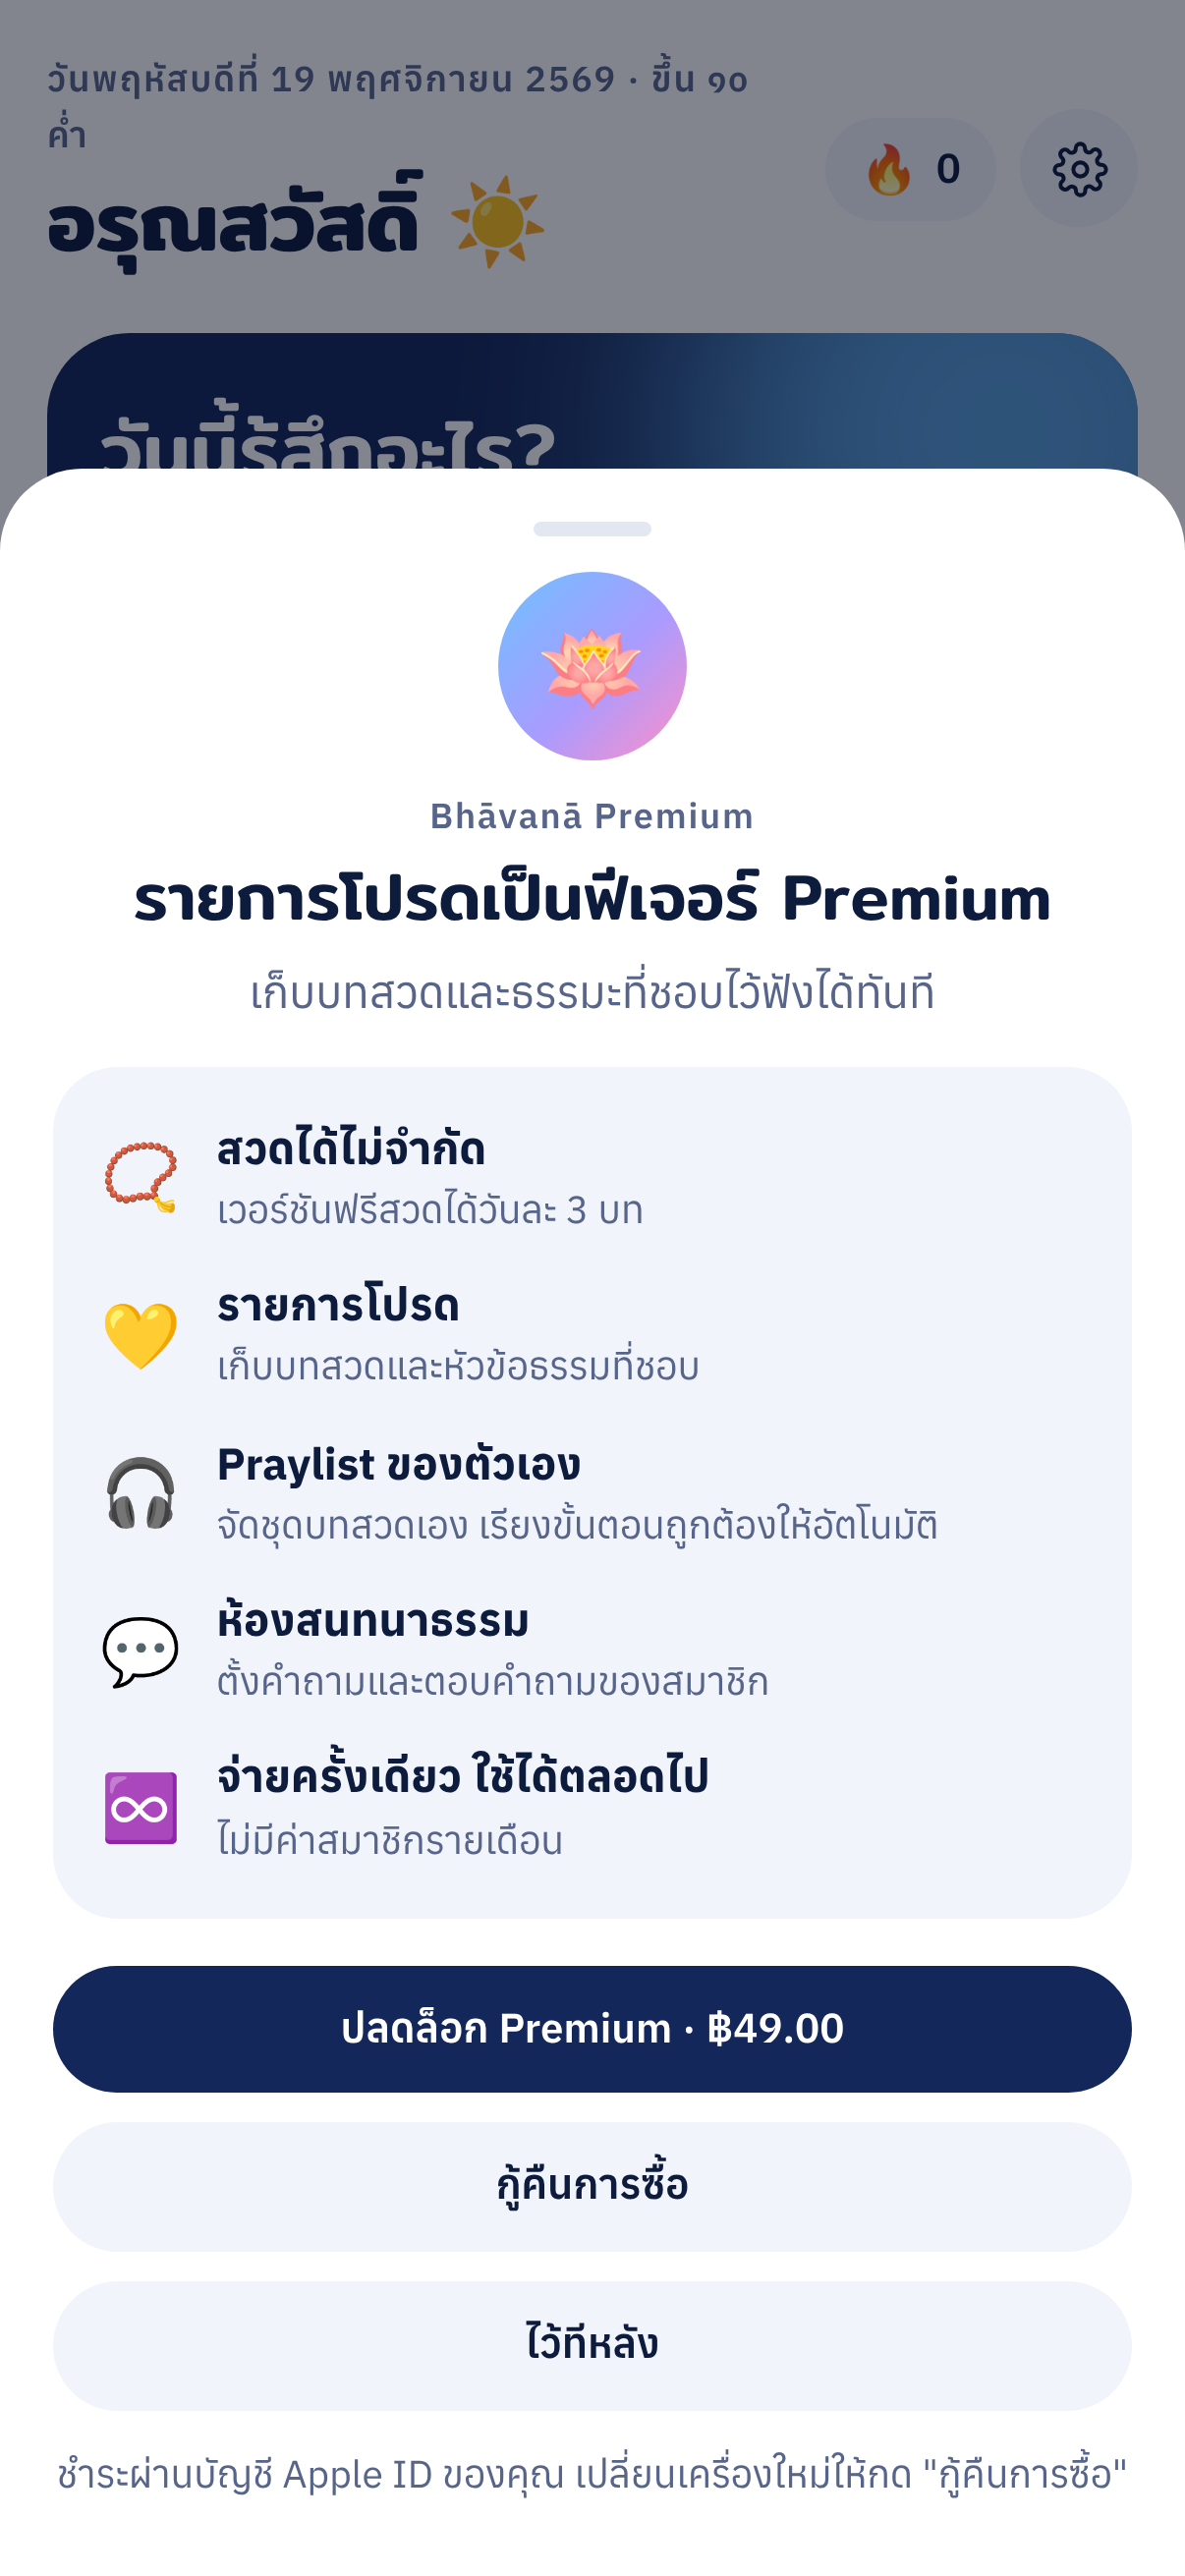 วันพฤหัสบดีที่ 19 พฤศจิกายน 2569 · ขึ้น ๑๐
ค่ำ
🔥 0
อรุณสวัสดิ์ ☀️
วันนี้รู้สึกอะไร?
Bhāvanā Premium
รายการโปรดเป็นฟีเจอร์ Premium
เก็บบทสวดและธรรมะที่ชอบไว้ฟังได้ทันที
สวดได้ไม่จำกัด
เวอร์ชันฟรีสวดได้วันละ 3 บท
รายการโปรด
เก็บบทสวดและหัวข้อธรรมที่ชอบ
Praylist ของตัวเอง
จัดชุดบทสวดเอง เรียงขั้นตอนถูกต้องให้อัตโนมัติ
ห้องสนทนาธรรม
ตั้งคำถามและตอบคำถามของสมาชิก
จ่ายครั้งเดียว ใช้ได้ตลอดไป
ไม่มีค่าสมาชิกรายเดือน
ปลดล็อก Premium · ฿49.00
กู้คืนการซื้อ
ไว้ทีหลัง
ชำระผ่านบัญชี Apple ID ของคุณ เปลี่ยนเครื่องใหม่ให้กด "กู้คืนการซื้อ"